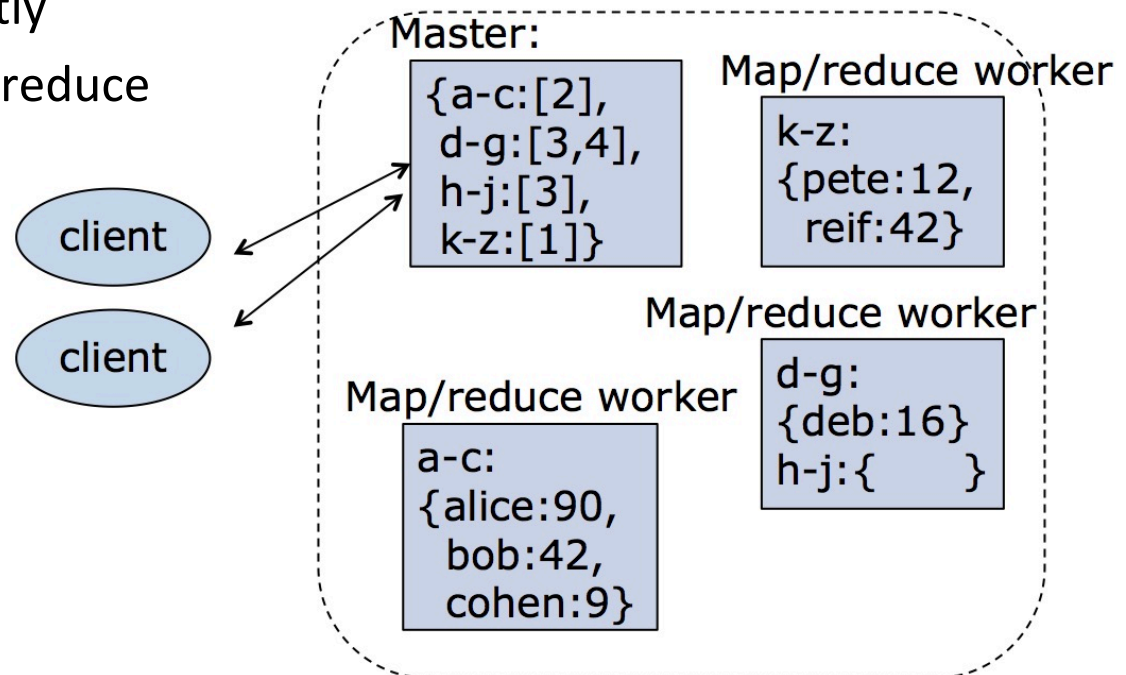 tly
reduce
client
client
Master:
{a-c:[2],
d-g:[3,4],
h-j:[3],
k-z:[1]}
Map/reduce worker
k-z:
{pete:12,
reif:42}
Map/reduce worker
d-g:
{deb:16}
h-j:{ }
Map/reduce worker
a-c:
{alice:90,
bob:42,
cohen:9}